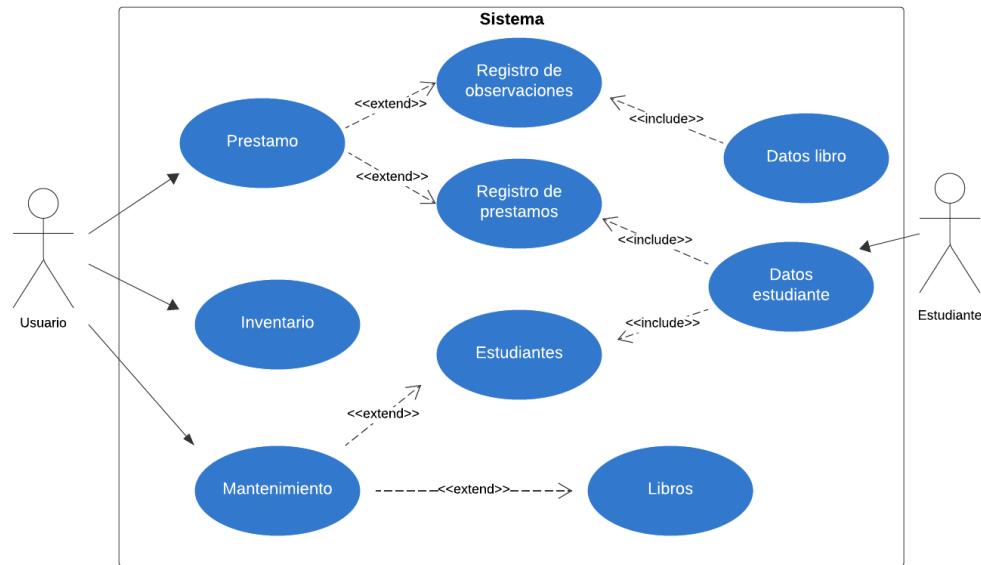 Sistema
Registro de
observaciones
<<extend>>
<<include>>
Prestamo
Datos libro
<<extend>>
Registro de
prestamos
<<include>>
Datos
estudiante
Usuario
Inventario
Estudiante
<<include>>
Estudiantes
<<extend>>
Mantenimiento
<<extend>>
Libros